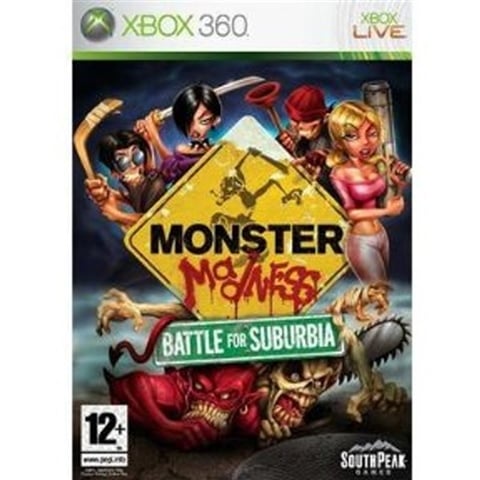 XBOX 360
XBOX
LIVE
MONSTER
MADNESS
BATTLE FOR SUBURBIA
12+
www.pegi.info
SOUTHPEAK
GAMES